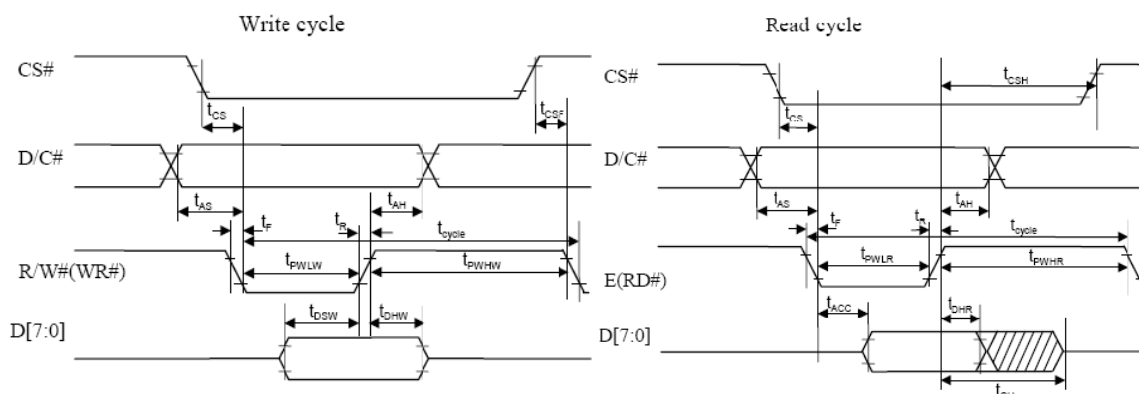 Write cycle
CS#
tCS
tCSF
D/C#
tAS
tAH
tF
tR
tcycle
R/W#(WR#)
tPWLW
tPWHW
D[7:0]
tDSW
tDHW
Read cycle
CS#
tCSH
tCS
D/C#
tAS
tAH
tF
tR
tcycle
E(RD#)
tPWLR
tPWHR
tACC
tDHR
D[7:0]